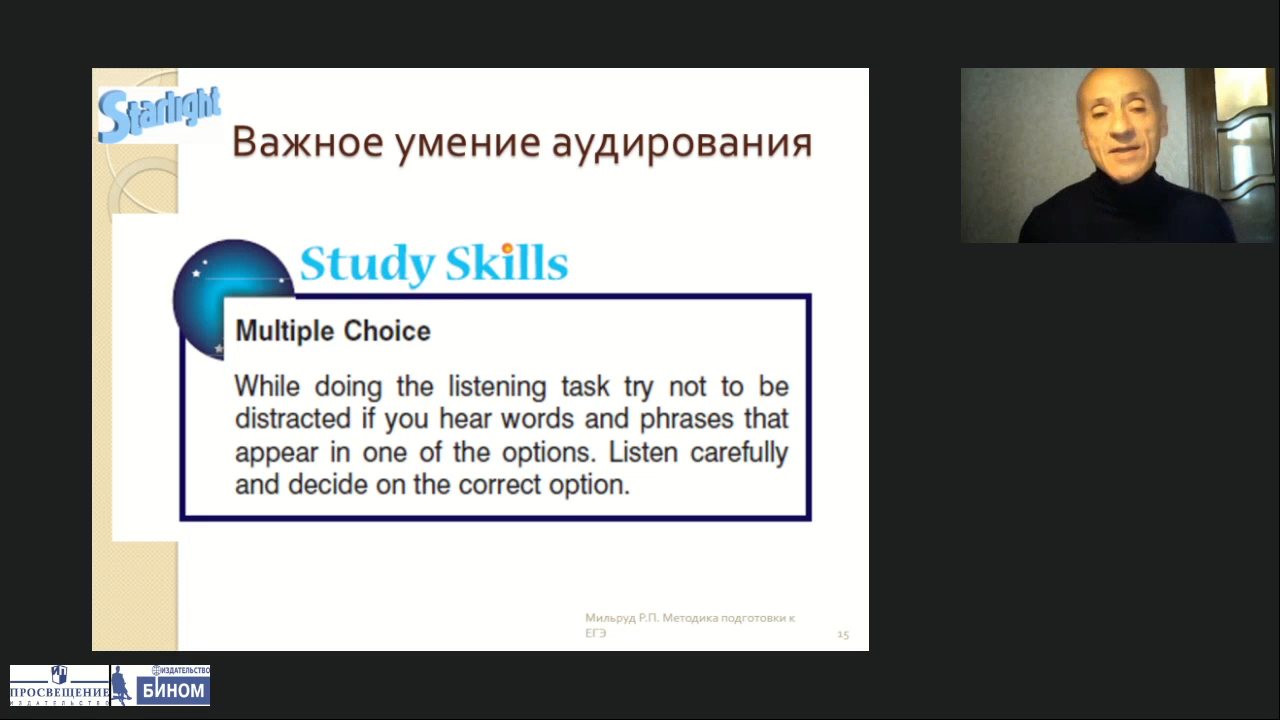 Starlight
Важное умение аудирования
Study Skills
Multiple Choice
While doing the listening task try not to be
distracted if you hear words and phrases that
appear in one of the options. Listen carefully
and decide on the correct option.
Мильруд Р.П. Методика подготовки к
ЕГЭ
15
ПРОСВЕЩЕНИЕ
ИЗДАТЕЛЬСТВО
ИЗДАТЕЛЬСТВО
БИНОМ